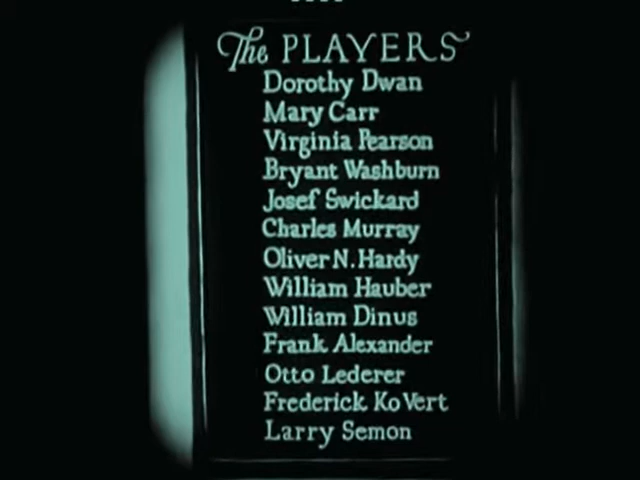 The PLAYERS
Dorothy Dwan
Mary Carr
Virginia Pearson
Bryant Washburn
Josef Swickard
Charles Murray
Oliver N. Hardy
William Hauber
William Dinus
Frank Alexander
Otto Lederer
Frederick Ko Vert
Larry Semon